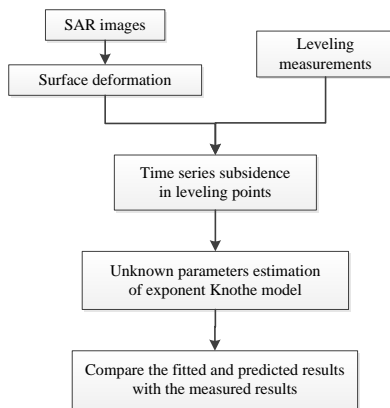 SAR images
Surface deformation
Leveling
measurements
Time series subsidence
in leveling points
Unknown parameters estimation
of exponent Knothe model
Compare the fitted and predicted results
with the measured results